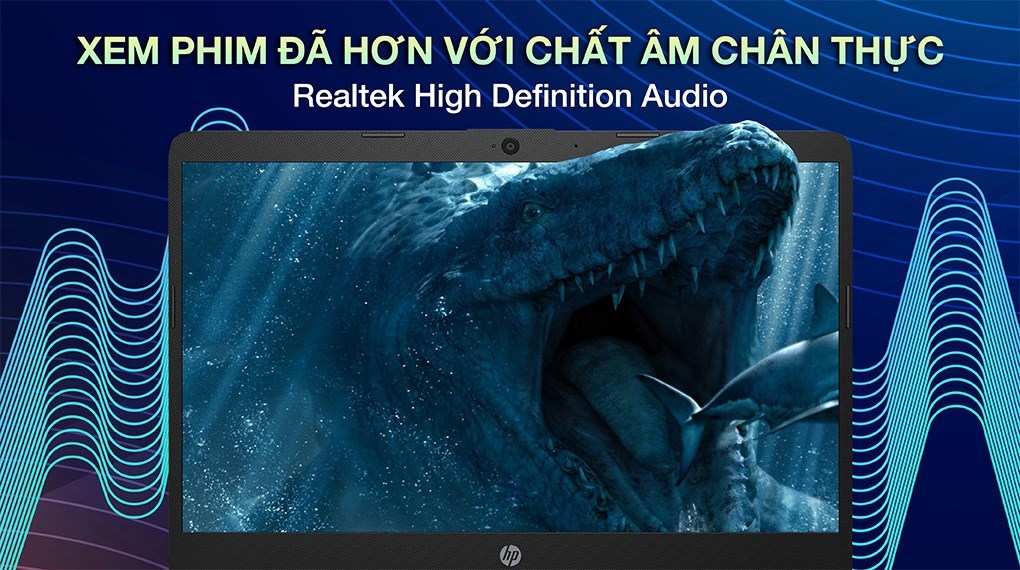 XEM PHIM ĐÃ HƠN VỚI CHẤT ÂM CHÂN THỰC
Realtek High Definition Audio
hp